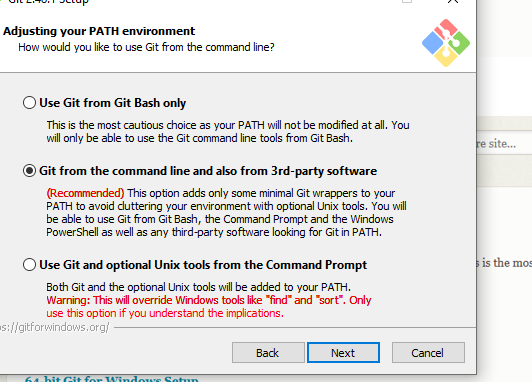 Adjusting your PATH environment
How would you like to use Git from the command line?
Use Git from Git Bash only
This is the most cautious choice as your PATH will not be modified at all. You
will only be able to use the Git command line tools from Git Bash.
re site...
Git from the command line and also from 3rd-party software
(Recommended) This option adds only some minimal Git wrappers to your
PATH to avoid cluttering your environment with optional Unix tools. You will
be able to use Git from Git Bash, the Command Prompt and the Windows
PowerShell as well as any third-party software looking for Git in PATH.
Use Git and optional Unix tools from the Command Prompt
s is the mos
Both Git and the optional Unix tools will be added to your PATH.
Warning: This will override Windows tools like "find" and "sort". Only
use this option if you understand the implications.
s://gitforwindows.org/
Back
Next
Cancel
64-bit Git for Windows Setup